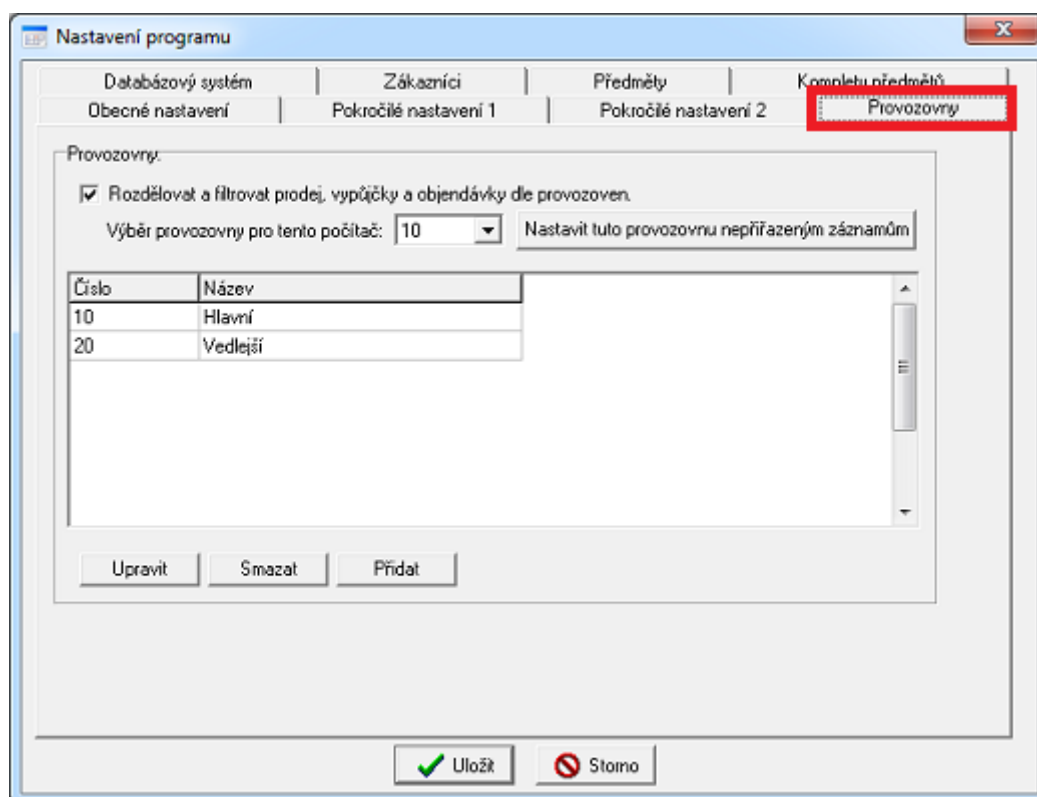 Nastavení programu
Databázový systém Zákazníci Předměty Komplety předmětů
Obecné nastavení Pokročilé nastavení 1 Pokročilé nastavení 2 Provozovny
Provozovny:
Rozdělovat a filtrovat prodej, vypůjčky a objendávky dle provozoven.
Výběr provozovny pro tento počítač: 10 Nastavit tuto provozovnu nepřiřazeným záznamům
Číslo Název
10 Hlavní
20 Vedlejší
Upravit Smazat Přidat
Uložit Storno